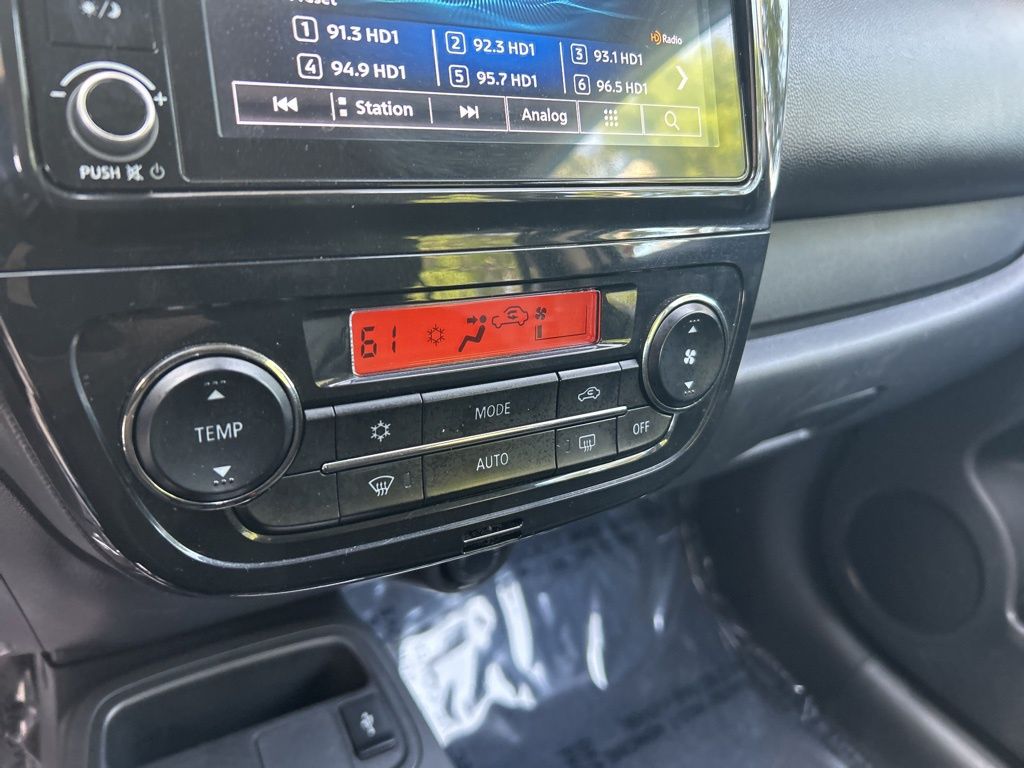 Preset
1 91.3 HD1 2 92.3 HD1 3 93.1 HD1
4 94.9 HD1 5 95.7 HD1 6 96.5 HD1
HD Radio
Station Analog
- +
PUSH
61
TEMP
MODE
AUTO
OFF